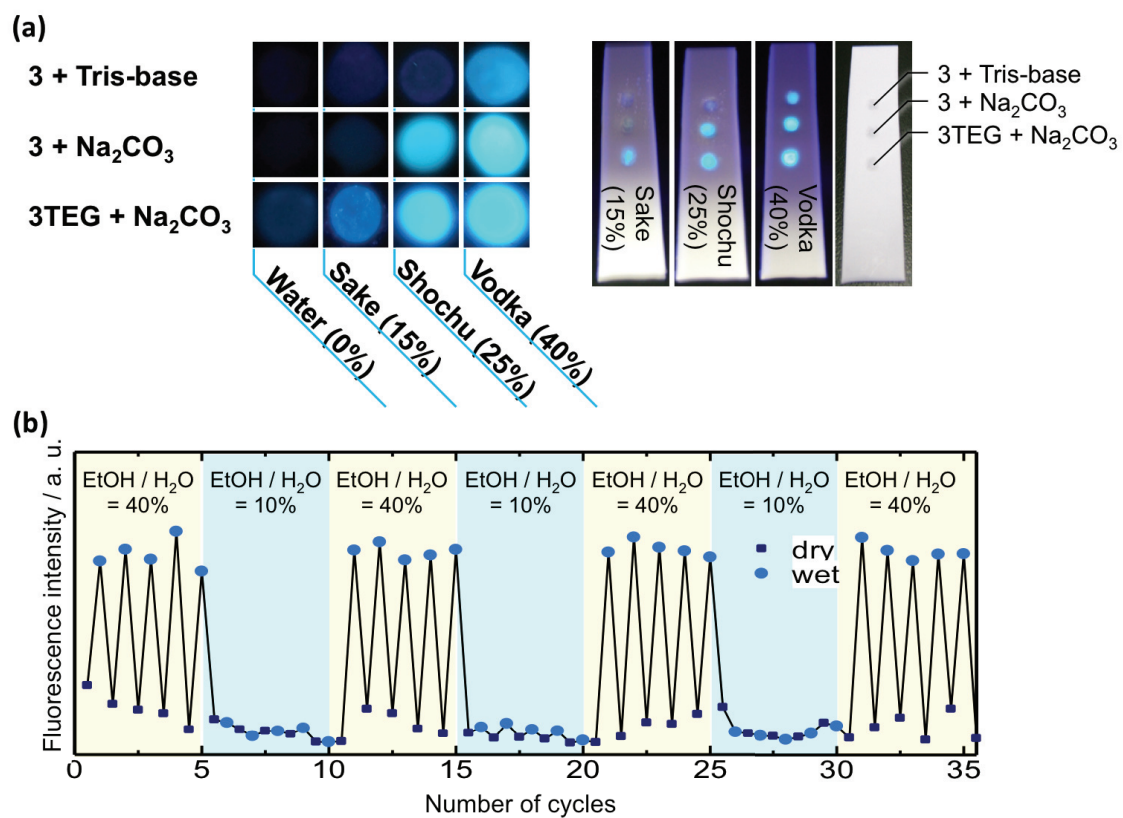 (a)
3 + Tris-base
3 + Na₂CO₃
3TEG + Na₂CO₃
Water (0%)
Sake (15%)
Shochu (25%)
Vodka (40%)
Sake
(15%)
Shochu
(25%)
Vodka
(40%)
3 + Tris-base
3 + Na₂CO₃
3TEG + Na₂CO₃
(b)
Fluorescence intensity / a. u.
EtOH / H₂O
= 40%
EtOH / H₂O
= 10%
EtOH / H₂O
= 40%
EtOH / H₂O
= 10%
EtOH / H₂O
= 40%
EtOH / H₂O
= 10%
EtOH / H₂O
= 40%
dry
wet
0 5 10 15 20 25 30 35
Number of cycles